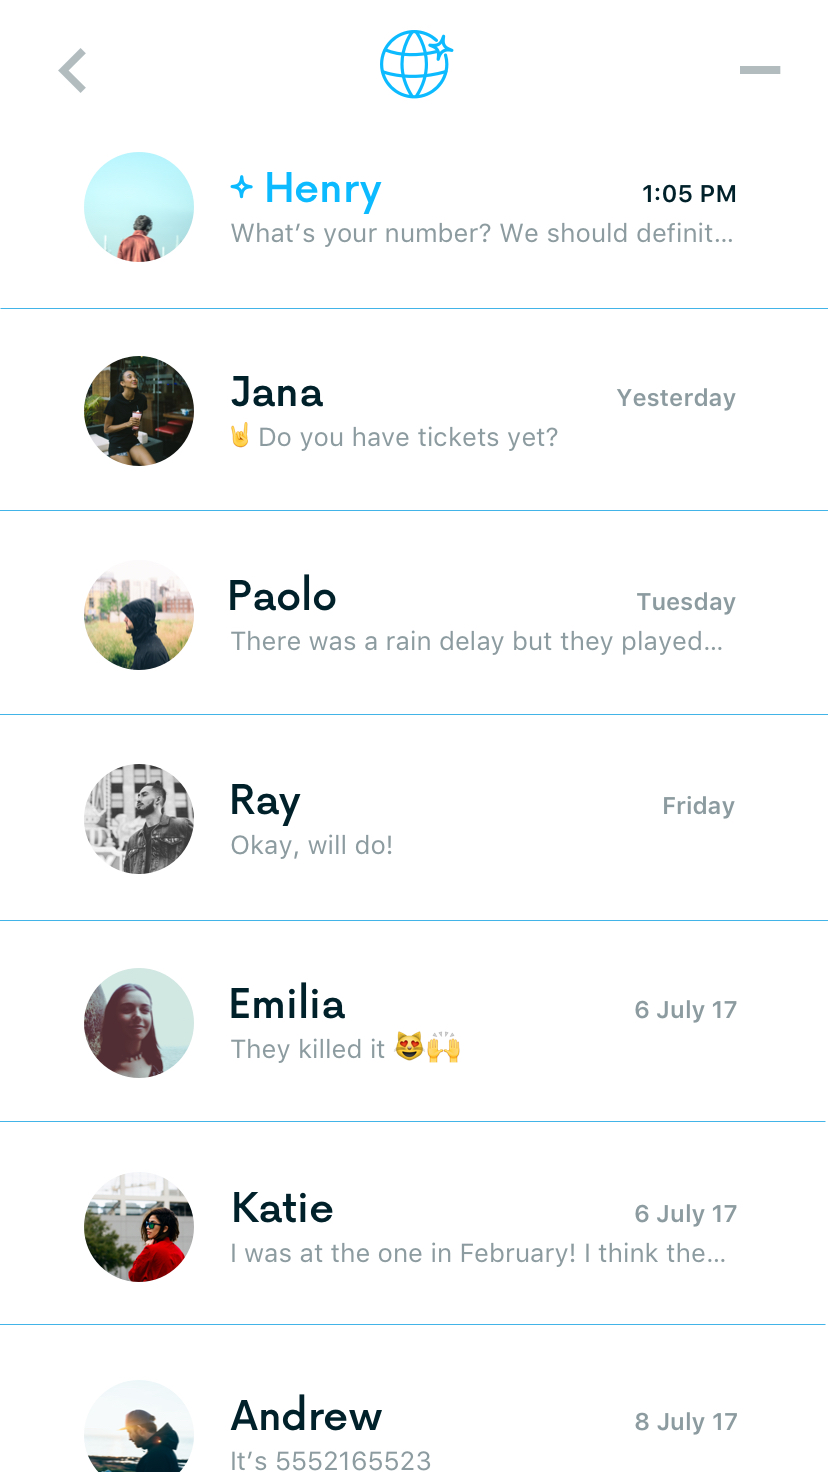 Henry
1:05 PM
What's your number? We should definit...
Jana
Yesterday
🤘 Do you have tickets yet?
Paolo
Tuesday
There was a rain delay but they played...
Ray
Friday
Okay, will do!
Emilia
6 July 17
They killed it 😻🙌
Katie
6 July 17
I was at the one in February! I think the...
Andrew
8 July 17
It's 5552165523